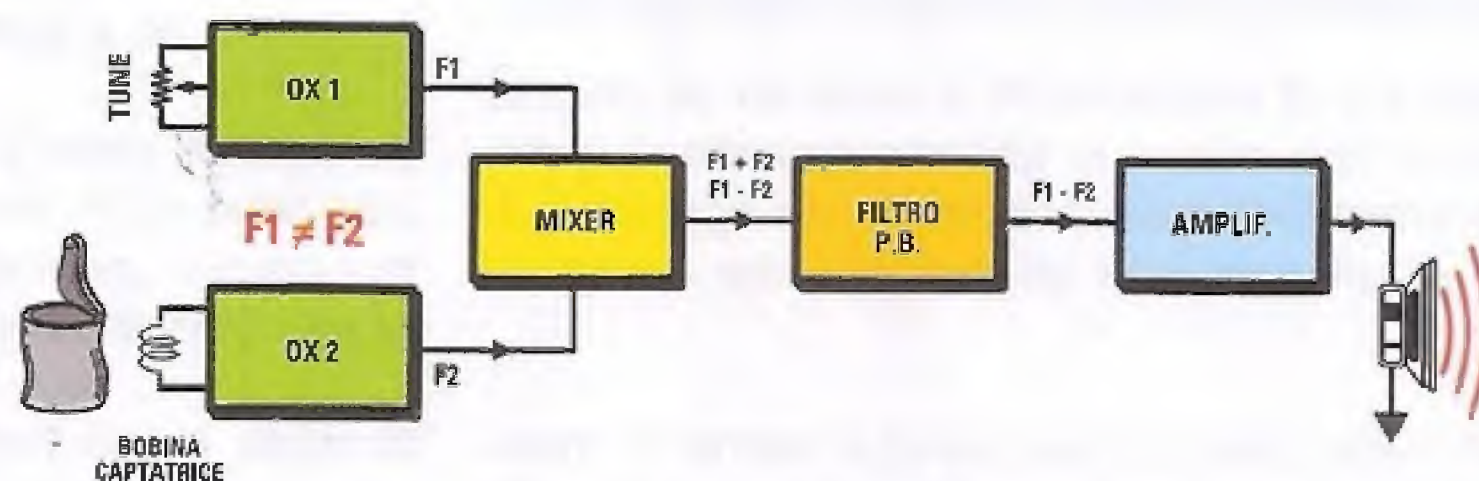 TUNE
OX 1
F1
F1 ≠ F2
MIXER
F1 + F2
F1 - F2
FILTRO
P.B.
F1 - F2
AMPLIF.
OX 2
F2
BOBINA
CAPTATRICE